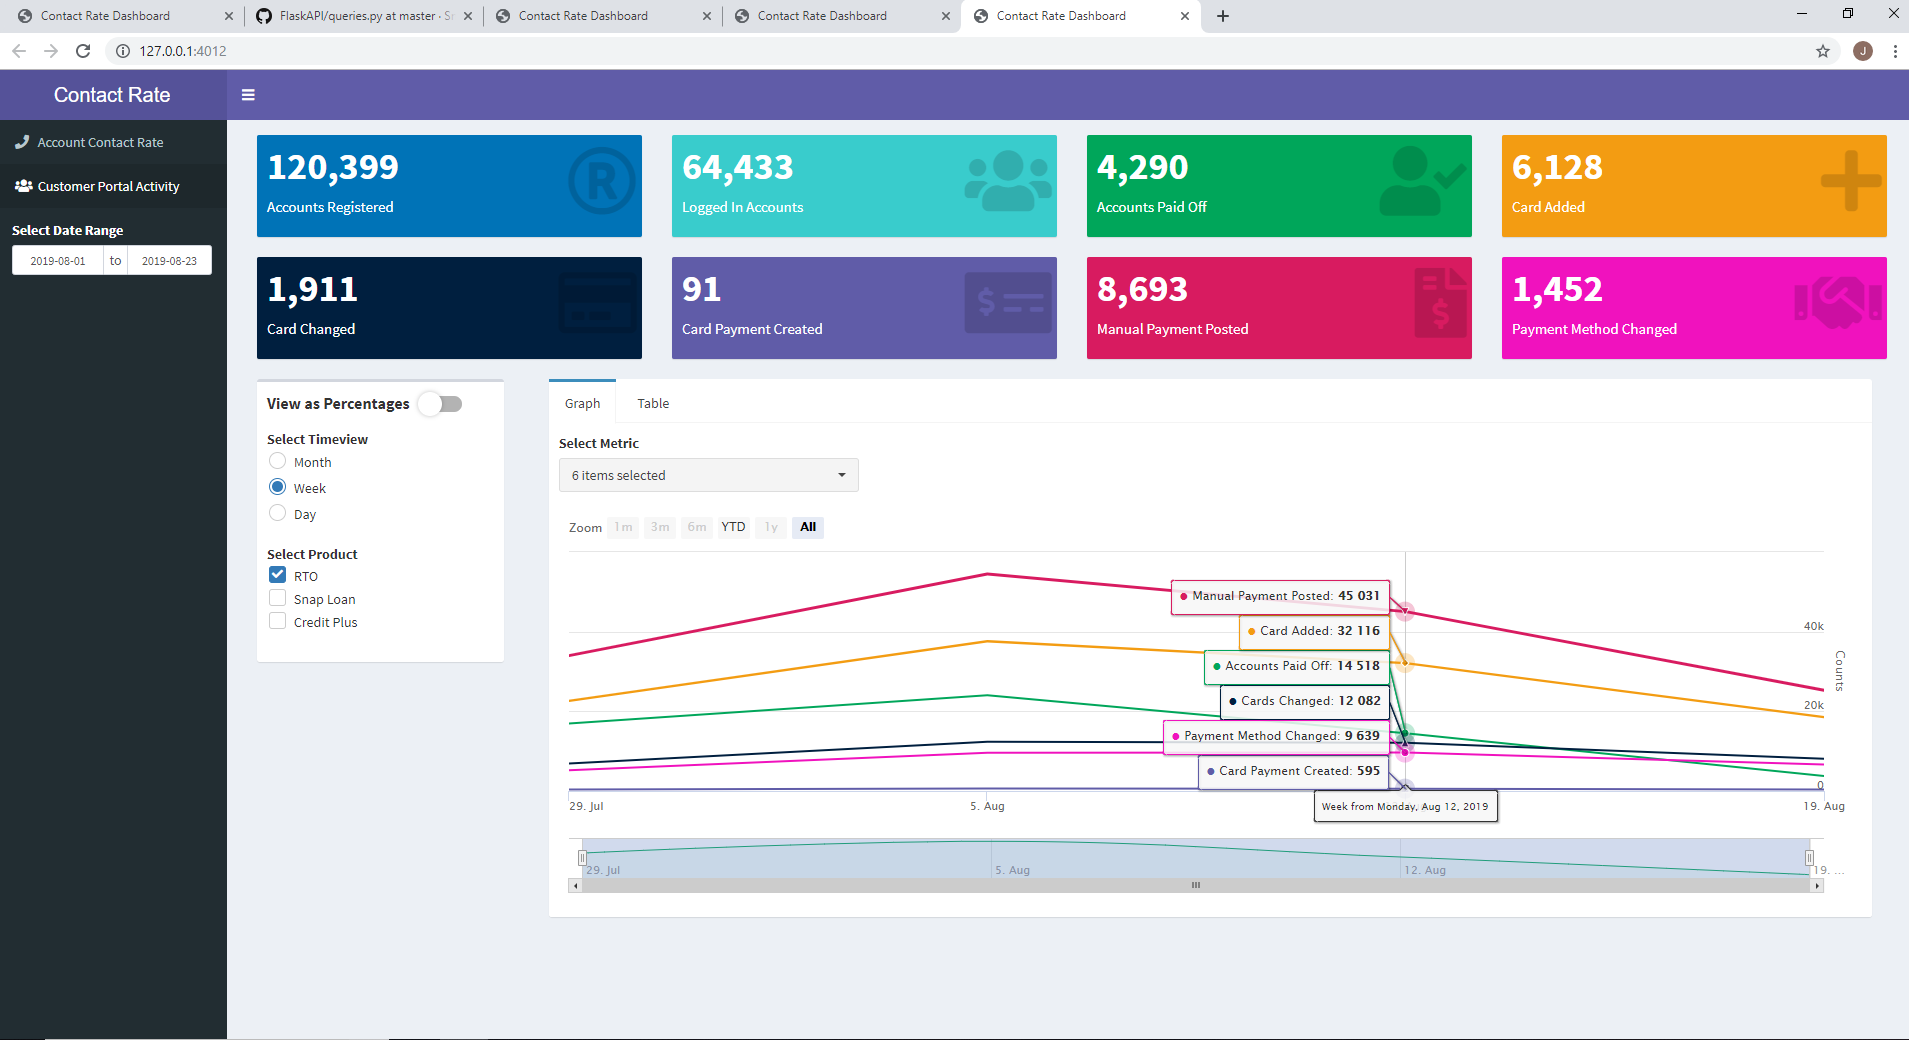 Contact Rate Dashboard
FlaskAPI/queries.py at master · Sn
Contact Rate Dashboard
Contact Rate Dashboard
Contact Rate Dashboard
127.0.0.1:4012
J
Contact Rate
Account Contact Rate
Customer Portal Activity
Select Date Range
2019-08-01 to 2019-08-23
120,399
Accounts Registered
64,433
Logged In Accounts
4,290
Accounts Paid Off
6,128
Card Added
1,911
Card Changed
91
Card Payment Created
8,693
Manual Payment Posted
1,452
Payment Method Changed
View as Percentages
Select Timeview
Month
Week
Day
Select Product
RTO
Snap Loan
Credit Plus
Graph Table
Select Metric
6 items selected
Zoom 1m 3m 6m YTD 1y All
Manual Payment Posted: 45 031
Card Added: 32 116
Accounts Paid Off: 14 518
Cards Changed: 12 082
Payment Method Changed: 9 639
Card Payment Created: 595
40k
20k
0
Counts
29. Jul 5. Aug 19. Aug
Week from Monday, Aug 12, 2019
29. Jul 5. Aug 12. Aug 19. ...